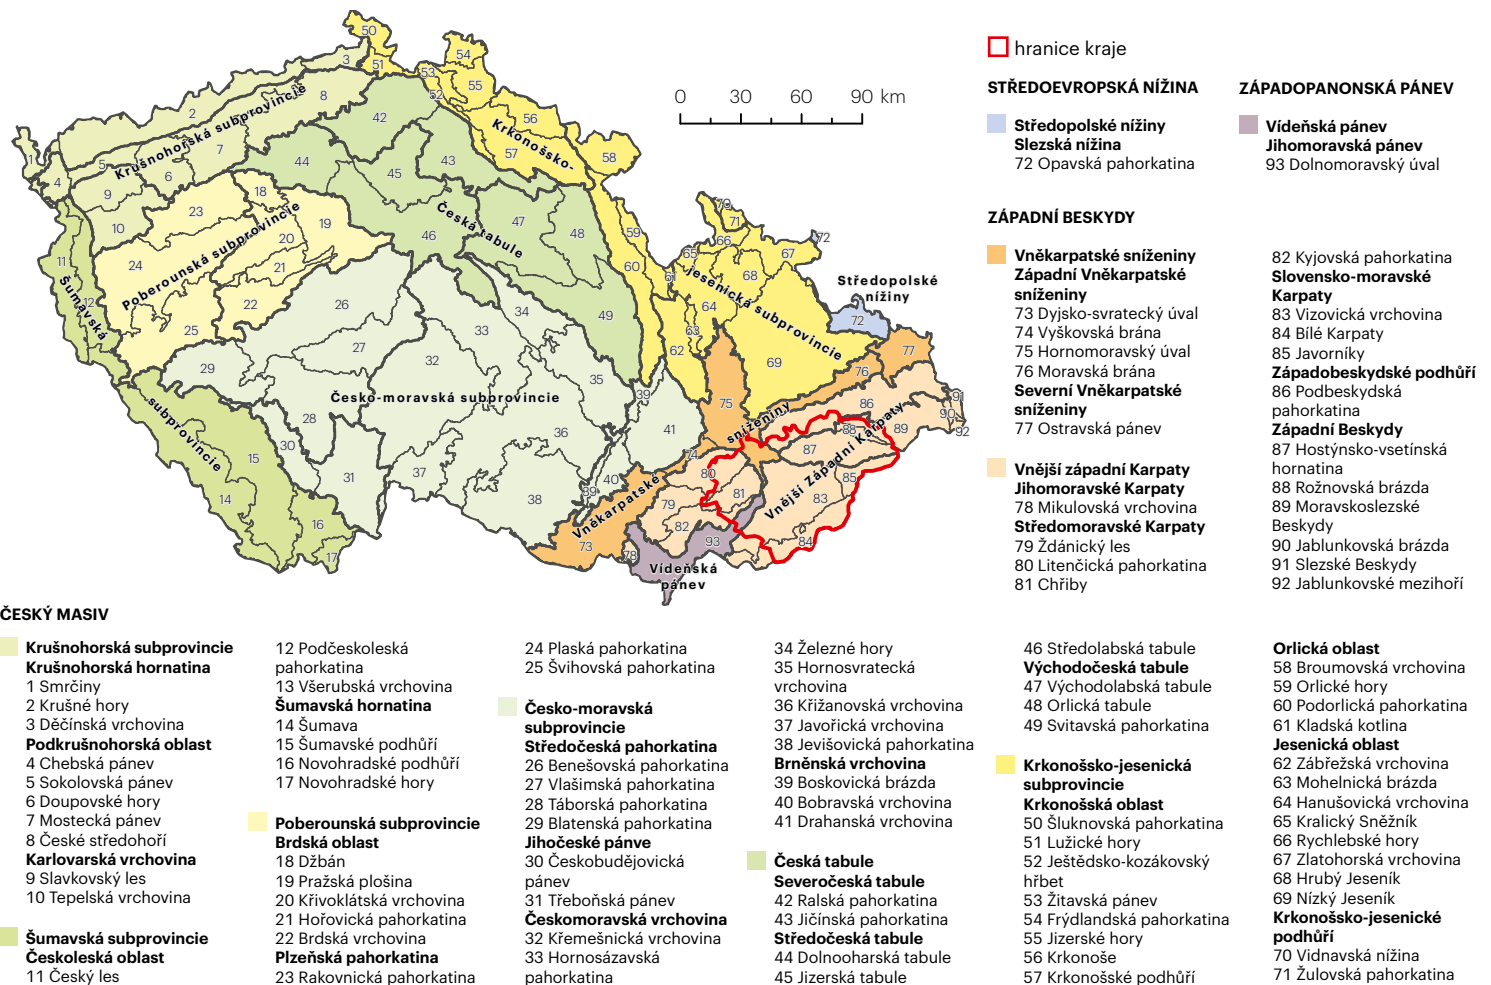 hranice kraje
0 30 60 90 km
STŘEDOEVROPSKÁ NÍŽINA
Středopolské nížiny
Slezská nížina
72 Opavská pahorkatina
ZÁPADOPANONSKÁ PÁNEV
Vídeňská pánev
Jihomoravská pánev
93 Dolnomoravský úval
ZÁPADNÍ BESKYDY
Vněkarpatské sníženiny
Západní Vněkarpatské
sníženiny
73 Dyjsko-svratecký úval
74 Vyškovská brána
75 Hornomoravský úval
76 Moravská brána
Severní Vněkarpatské
sníženiny
77 Ostravská pánev
Vnější západní Karpaty
Jihomoravské Karpaty
78 Mikulovská vrchovina
Středomoravské Karpaty
79 Ždánický les
80 Litenčická pahorkatina
81 Chřiby
82 Kyjovská pahorkatina
Slovensko-moravské
Karpaty
83 Vizovická vrchovina
84 Bílé Karpaty
85 Javorníky
Západobeskydské podhůří
86 Podbeskydská
pahorkatina
Západní Beskydy
87 Hostýnsko-vsetínská
hornatina
88 Rožnovská brázda
89 Moravskoslezské
Beskydy
90 Jablunkovská brázda
91 Slezské Beskydy
92 Jablunkovské mezihoří
Krušnohorská subprovincie
Poberounská subprovincie
Šumavská
subprovincie
Česká tabule
Krkonošsko-
jesenická subprovincie
Česko-moravská subprovincie
Středopolské
nížiny
Vněkarpatské
sníženiny
Vnější Západní Karpaty
Vídeňská
pánev
ČESKÝ MASIV
Krušnohorská subprovincie
Krušnohorská hornatina
1 Smrčiny
2 Krušné hory
3 Děčínská vrchovina
Podkrušnohorská oblast
4 Chebská pánev
5 Sokolovská pánev
6 Doupovské hory
7 Mostecká pánev
8 České středohoří
Karlovarská vrchovina
9 Slavkovský les
10 Tepelská vrchovina
Šumavská subprovincie
Českoleská oblast
11 Český les
12 Podčeskoleská
pahorkatina
13 Všerubská vrchovina
Šumavská hornatina
14 Šumava
15 Šumavské podhůří
16 Novohradské podhůří
17 Novohradské hory
Poberounská subprovincie
Brdská oblast
18 Džbán
19 Pražská plošina
20 Křivoklátská vrchovina
21 Hořovická pahorkatina
22 Brdská vrchovina
Plzeňská pahorkatina
23 Rakovnická pahorkatina
24 Plaská pahorkatina
25 Švihovská pahorkatina
Česko-moravská
subprovincie
Středočeská pahorkatina
26 Benešovská pahorkatina
27 Vlašimská pahorkatina
28 Táborská pahorkatina
29 Blatenská pahorkatina
Jihočeské pánve
30 Českobudějovická
pánev
31 Třeboňská pánev
Českomoravská vrchovina
32 Křemešnická vrchovina
33 Hornosázavská
pahorkatina
34 Železné hory
35 Hornosvratecká
vrchovina
36 Křižanovská vrchovina
37 Javořická vrchovina
38 Jevišovická pahorkatina
Brněnská vrchovina
39 Boskovická brázda
40 Bobravská vrchovina
41 Drahanská vrchovina
Česká tabule
Severočeská tabule
42 Ralská pahorkatina
43 Jičínská pahorkatina
Středočeská tabule
44 Dolnooharská tabule
45 Jizerská tabule
46 Středolabská tabule
Východočeská tabule
47 Východolabská tabule
48 Orlická tabule
49 Svitavská pahorkatina
Krkonošsko-jesenická
subprovincie
Krkonošská oblast
50 Šluknovská pahorkatina
51 Lužické hory
52 Ještědsko-kozákovský
hřbet
53 Žitavská pánev
54 Frýdlandská pahorkatina
55 Jizerské hory
56 Krkonoše
57 Krkonošské podhůří
Orlická oblast
58 Broumovská vrchovina
59 Orlické hory
60 Podorlická pahorkatina
61 Kladská kotlina
Jesenická oblast
62 Zábřežská vrchovina
63 Mohelnická brázda
64 Hanušovická vrchovina
65 Kralický Sněžník
66 Rychlebské hory
67 Zlatohorská vrchovina
68 Hrubý Jeseník
69 Nízký Jeseník
Krkonošsko-jesenické
podhůří
70 Vidnavská nížina
71 Žulovská pahorkatina